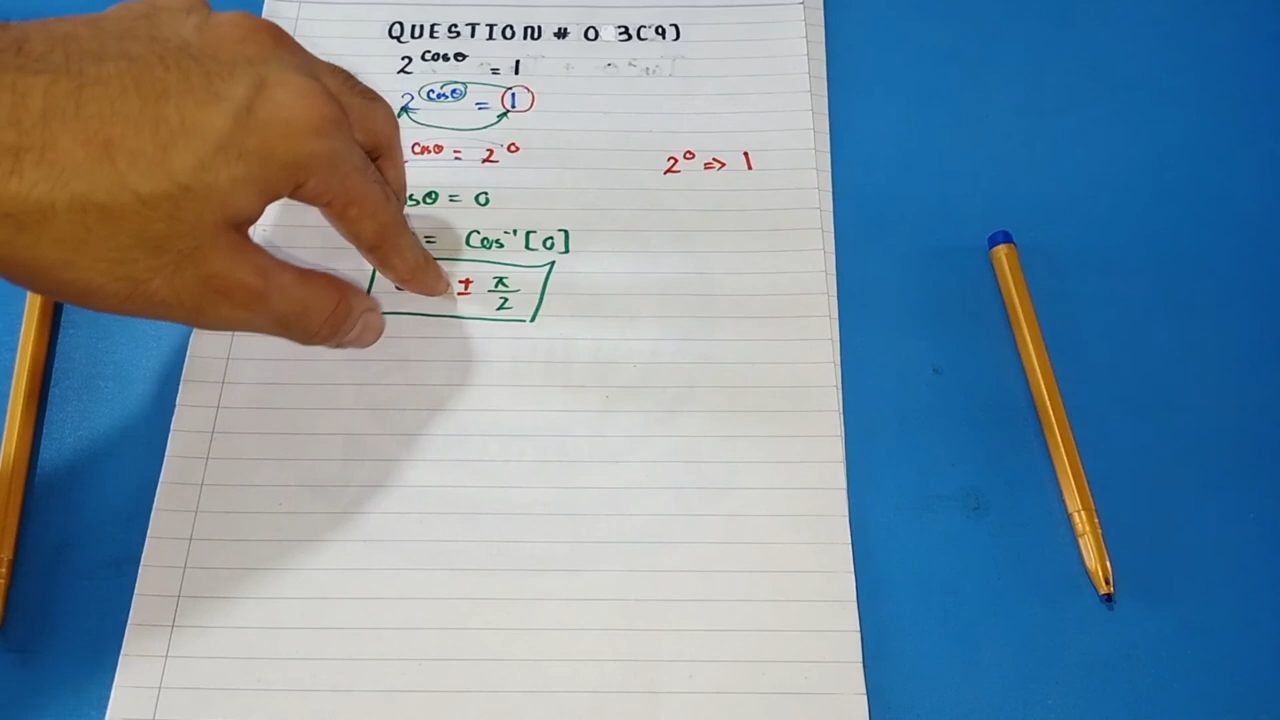 QUESTION # 03(9)
2^cosθ = 1
2^cosθ = 1
cosθ = 2^0
2^0 => 1
sθ = 0
= Cos⁻¹[0]
± π/2